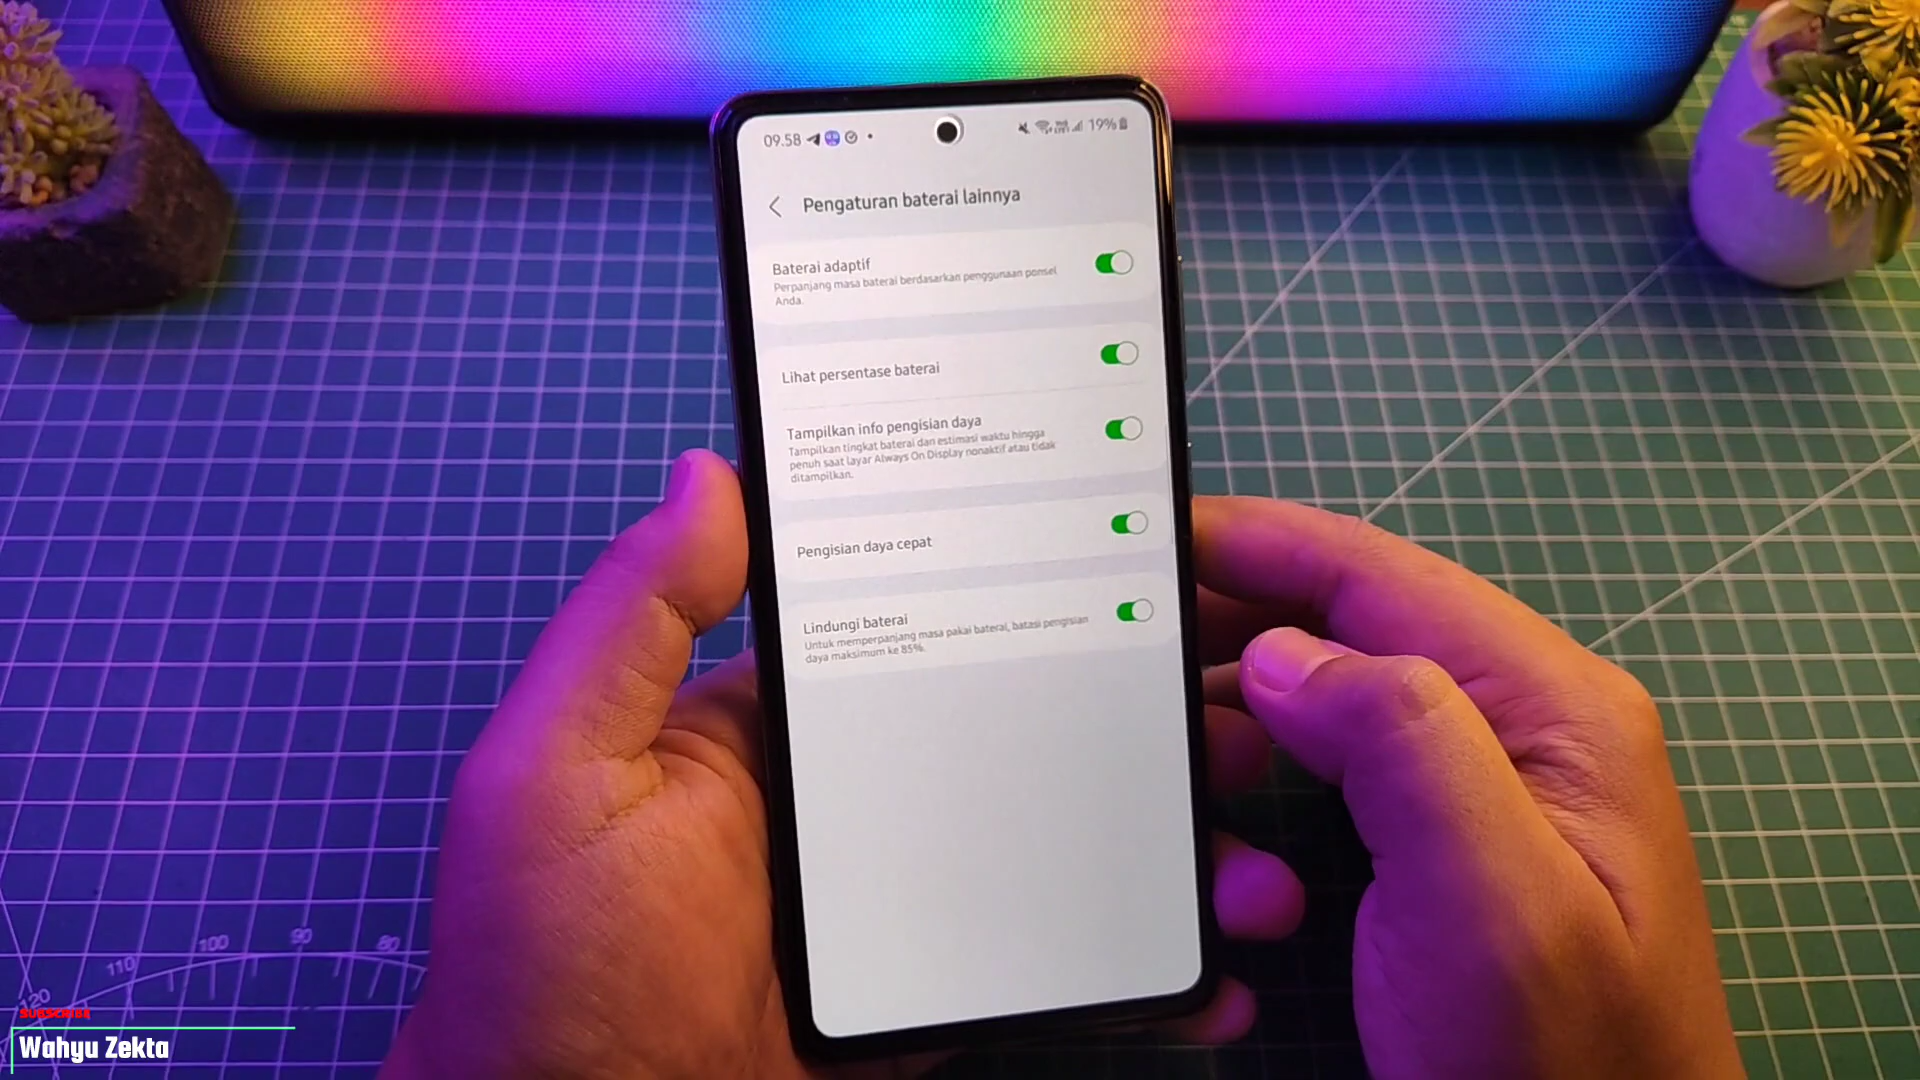 09.58
19%
Pengaturan baterai lainnya
Baterai adaptif
Perpanjang masa baterai berdasarkan penggunaan ponsel
Anda.
Lihat persentase baterai
Tampilkan info pengisian daya
Tampilkan tingkat baterai dan estimasi waktu hingga
penuh saat layar Always On Display nonaktif atau tidak
ditampilkan.
Pengisian daya cepat
Lindungi baterai
Untuk memperpanjang masa pakai baterai, batasi pengisian
daya maksimum ke 85%.
120
110
100
90
80
SUBSCRIBE
Wahyu Zekta